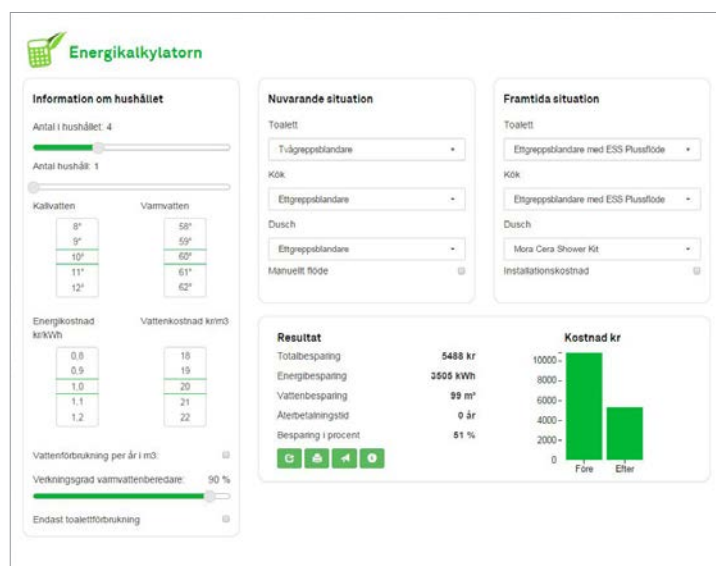 Energikalkylatorn
Information om hushållet
Antal i hushållet: 4
Antal hushåll: 1
Kallvatten
Varmvatten
8°
9°
10°
11°
12°
58°
59°
60°
61°
62°
Energikostnad
kr/kWh
Vattenkostnad kr/m3
0,8
0,9
1,0
1,1
1,2
18
19
20
21
22
Vattenförbrukning per år i m3:
Verkningsgrad varmvattenberedare: 90 %
Endast toalettförbrukning
Nuvarande situation
Toalett
Tvågreppsblandare
Kök
Ettgreppsblandare
Dusch
Ettgreppsblandare
Manuellt flöde
Framtida situation
Toalett
Ettgreppsblandare med ESS Plussflöde
Kök
Ettgreppsblandare med ESS Plussflöde
Dusch
Mora Cera Shower Kit
Installationskostnad
Resultat
Totalbesparing 5488 kr
Energibesparing 3505 kWh
Vattenbesparing 99 m³
Återbetalningstid 0 år
Besparing i procent 51 %
Kostnad kr
10000
8000
6000
4000
2000
0
Före Efter